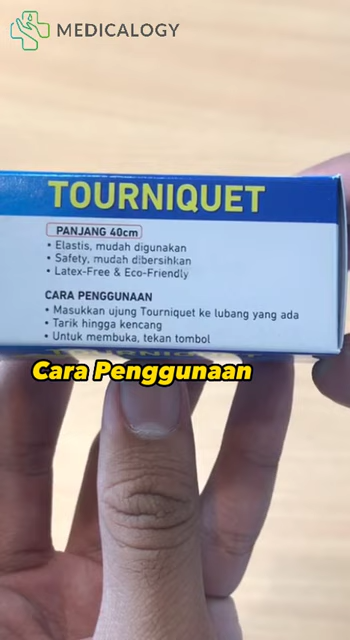 MEDICALOGY
TOURNIQUET
PANJANG 40cm
• Elastis, mudah digunakan
• Safety, mudah dibersihkan
• Latex-Free & Eco-Friendly
CARA PENGGUNAAN
• Masukkan ujung Tourniquet ke lubang yang ada
• Tarik hingga kencang
• Untuk membuka, tekan tombol
Cara Penggunaan